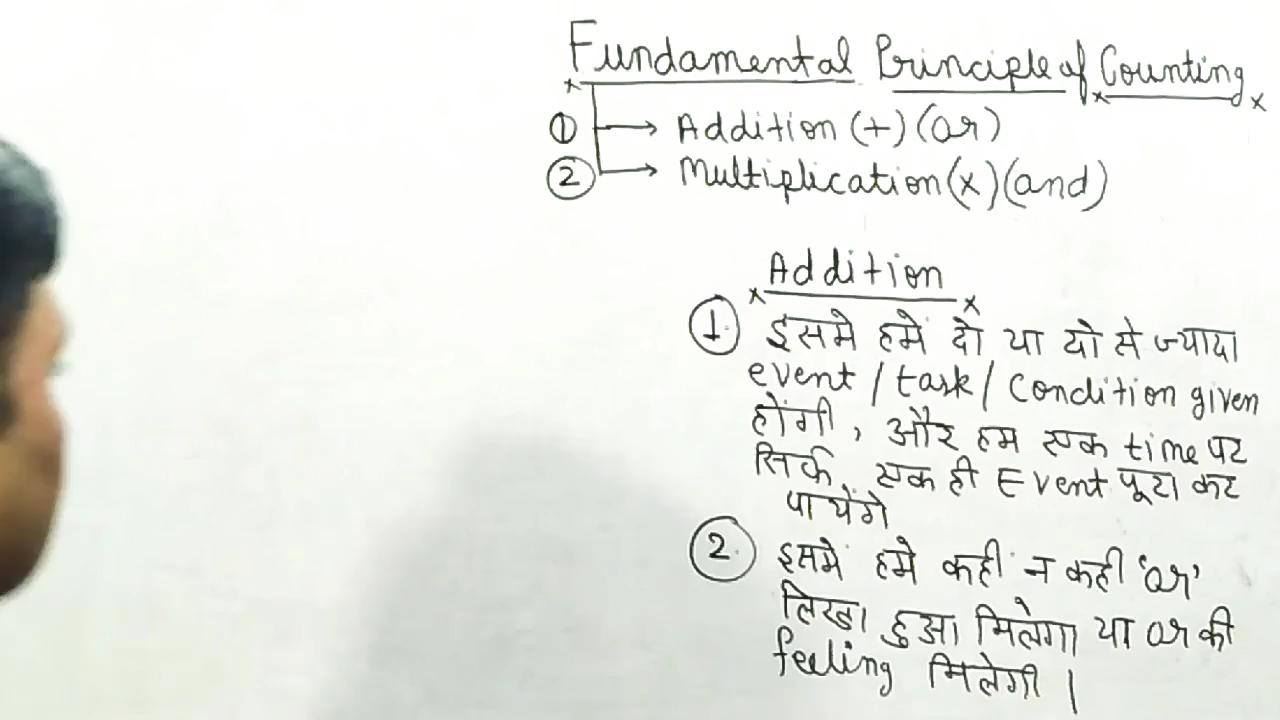 Fundamental Principle of Counting
① → Addition (+) (or)
② → Multiplication (x) (and)
Addition
① इसमे हमें दो या दो से ज्यादा
event / task / Condition given
होंगी, और हम एक time पर
सिर्फ एक ही Event पूरा कर
पायेंगे
② इसमें हमे कही न कही 'or'
लिखा हुआ मिलेगा या or की
feeling मिलेगी ।